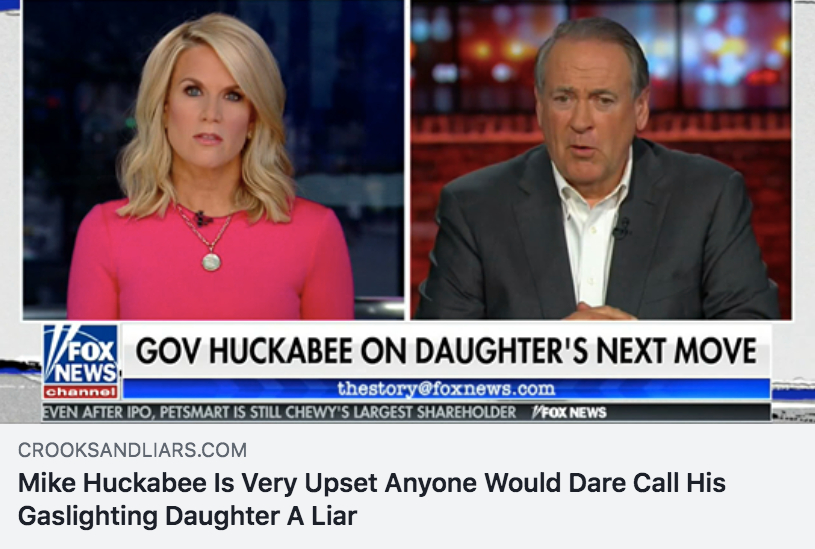 GOV HUCKABEE ON DAUGHTER'S NEXT MOVE
FOX
NEWS
channel
thestory@foxnews.com
EVEN AFTER IPO, PETSMART IS STILL CHEWY'S LARGEST SHAREHOLDER FOX NEWS
CROOKSANDLIARS.COM
Mike Huckabee Is Very Upset Anyone Would Dare Call His
Gaslighting Daughter A Liar